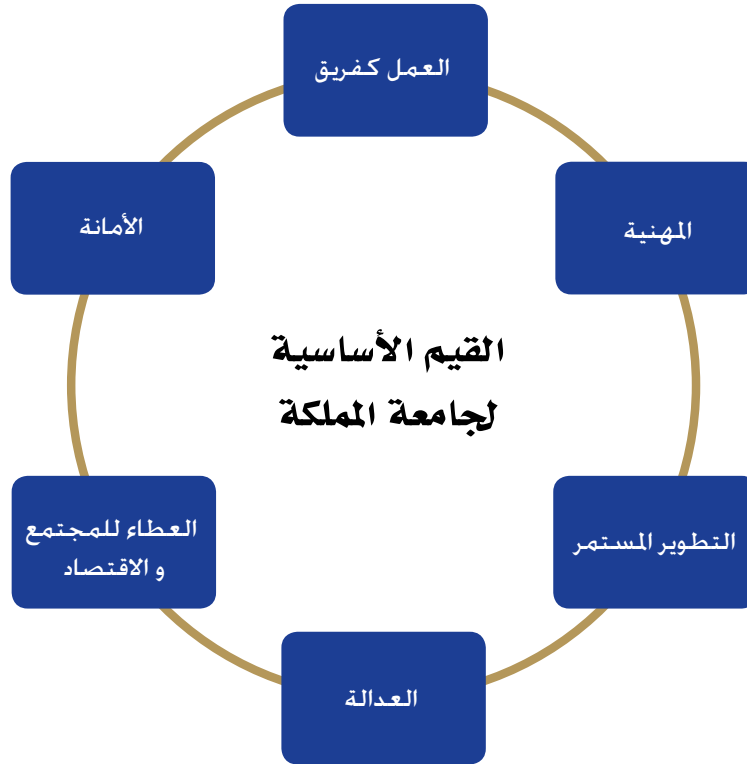 العمل كفريق
الأمانة
المهنية
القيم الأساسية
لجامعة المملكة
العطاء للمجتمع
و الاقتصاد
التطوير المستمر
العدالة